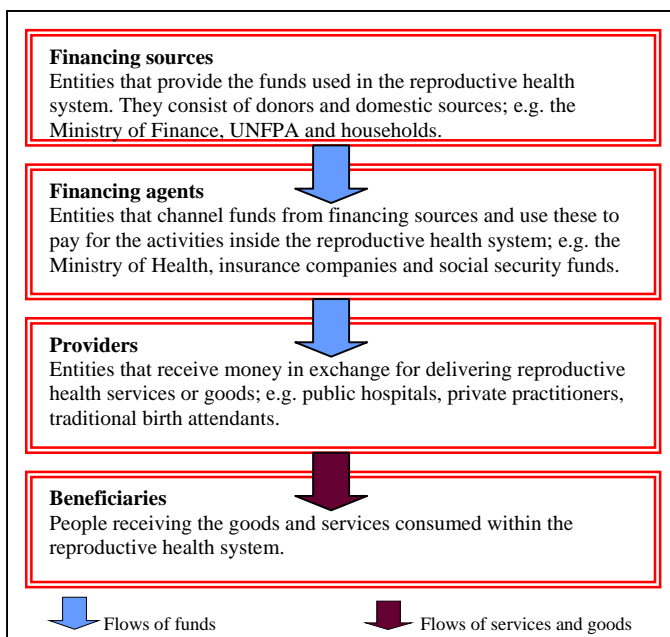 Financing sources
Entities that provide the funds used in the reproductive health
system. They consist of donors and domestic sources; e.g. the
Ministry of Finance, UNFPA and households.
Financing agents
Entities that channel funds from financing sources and use these to
pay for the activities inside the reproductive health system; e.g. the
Ministry of Health, insurance companies and social security funds.
Providers
Entities that receive money in exchange for delivering reproductive
health services or goods; e.g. public hospitals, private practitioners,
traditional birth attendants.
Beneficiaries
People receiving the goods and services consumed within the
reproductive health system.
Flows of funds
Flows of services and goods